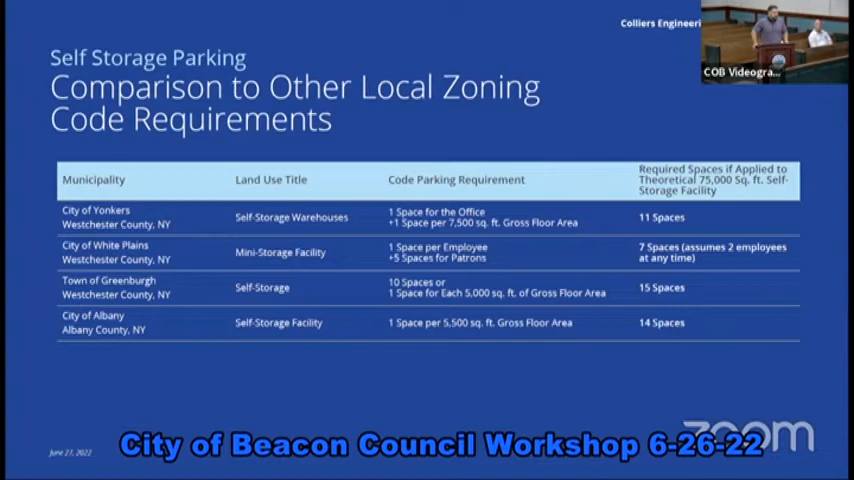 Colliers Engineeri
COB Videogra...
Self Storage Parking
Comparison to Other Local Zoning
Code Requirements
Municipality
Land Use Title
Code Parking Requirement
Required Spaces if Applied to
Theoretical 75,000 Sq. ft. Self-
Storage Facility
City of Yonkers
Westchester County, NY
Self-Storage Warehouses
1 Space for the Office
+1 Space per 7,500 sq. ft. Gross Floor Area
11 Spaces
City of White Plains
Westchester County, NY
Mini-Storage Facility
1 Space per Employee
+5 Spaces for Patrons
7 Spaces (assumes 2 employees
at any time)
Town of Greenburgh
Westchester County, NY
Self-Storage
10 Spaces or
1 Space for Each 5,000 sq. ft. of Gross Floor Area
15 Spaces
City of Albany
Albany County, NY
Self-Storage Facility
1 Space per 5,500 sq. ft. Gross Floor Area
14 Spaces
zoom
City of Beacon Council Workshop 6-26-22
June 27, 2022